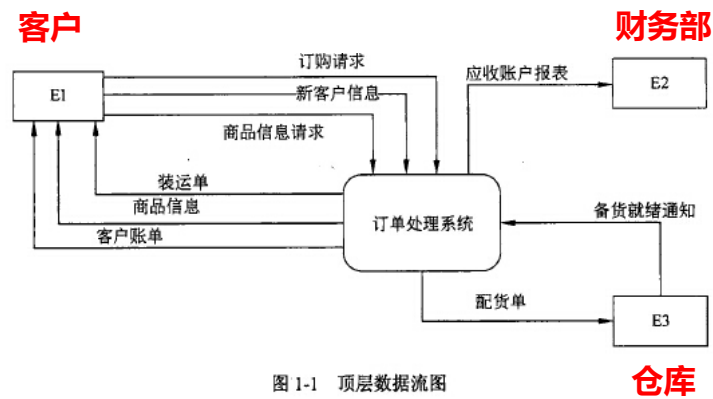 客户
财务部
订购请求
应收账户报表
E1
新客户信息
E2
商品信息请求
装运单
商品信息
订单处理系统
备货就绪通知
客户账单
配货单
E3
图 1-1 顶层数据流图
仓库